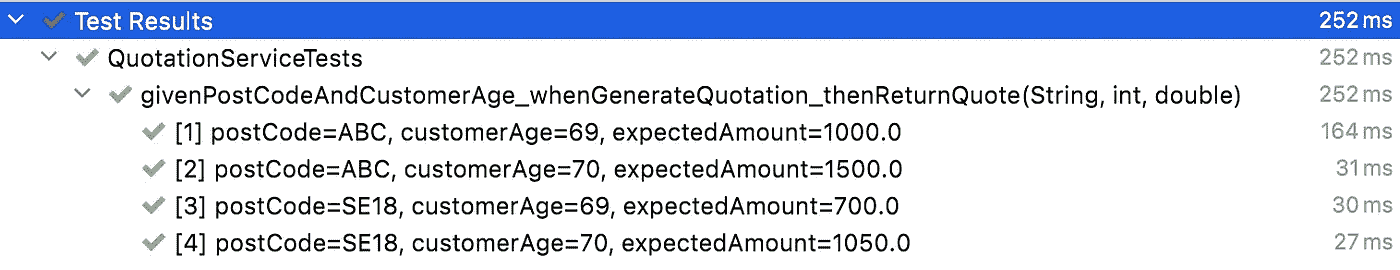 Test Results 252 ms
QuotationServiceTests 252 ms
givenPostCodeAndCustomerAge_whenGenerateQuotation_thenReturnQuote(String, int, double) 252 ms
[1] postCode=ABC, customerAge=69, expectedAmount=1000.0 164 ms
[2] postCode=ABC, customerAge=70, expectedAmount=1500.0 31 ms
[3] postCode=SE18, customerAge=69, expectedAmount=700.0 30 ms
[4] postCode=SE18, customerAge=70, expectedAmount=1050.0 27 ms